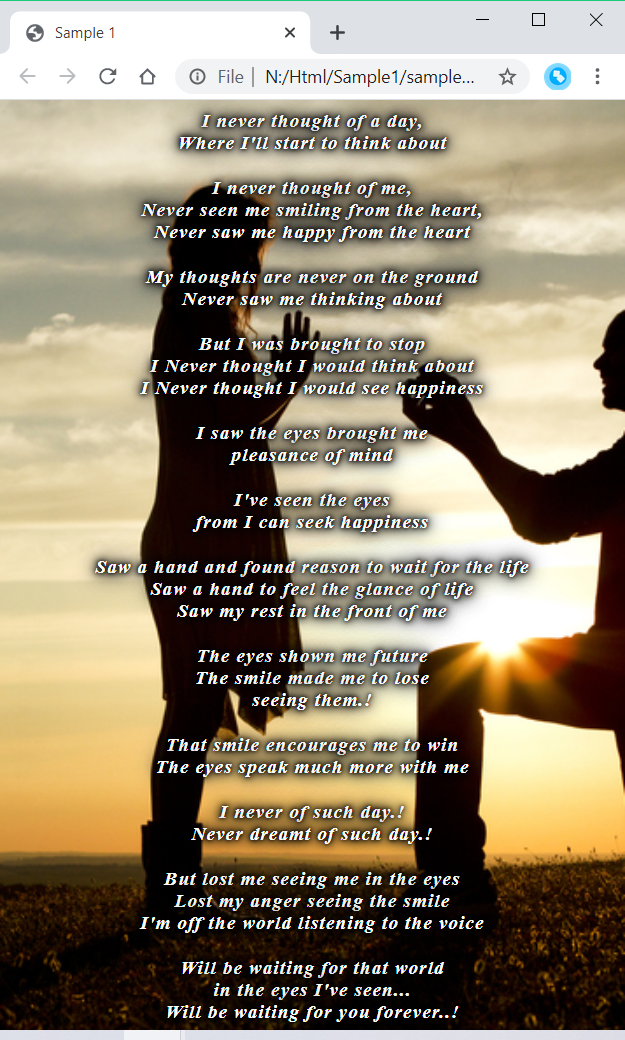 Sample 1
File | N:/Html/Sample1/sample...
I never thought of a day,
Where I'll start to think about
I never thought of me,
Never seen me smiling from the heart,
Never saw me happy from the heart
My thoughts are never on the ground
Never saw me thinking about
But I was brought to stop
I Never thought I would think about
I Never thought I would see happiness
I saw the eyes brought me
pleasance of mind
I've seen the eyes
from I can seek happiness
Saw a hand and found reason to wait for the life
Saw a hand to feel the glance of life
Saw my rest in the front of me
The eyes shown me future
The smile made me to lose
seeing them.!
That smile encourages me to win
The eyes speak much more with me
I never of such day.!
Never dreamt of such day.!
But lost me seeing me in the eyes
Lost my anger seeing the smile
I'm off the world listening to the voice
Will be waiting for that world
in the eyes I've seen...
Will be waiting for you forever..!